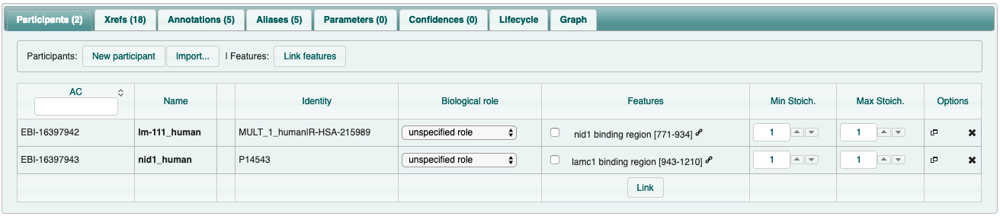 Participants (2) Xrefs (18) Annotations (5) Aliases (5) Parameters (0) Confidences (0) Lifecycle Graph
Participants: New participant Import... | Features: Link features
AC Name Identity Biological role Features Min Stoich. Max Stoich. Options
EBI-16397942 lm-111_human MULT_1_human|R-HSA-215989 unspecified role nid1 binding region [771-934] 1 1
EBI-16397943 nid1_human P14543 unspecified role lamc1 binding region [943-1210] 1 1
Link